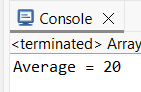 Console
<terminated> Array
Average = 20